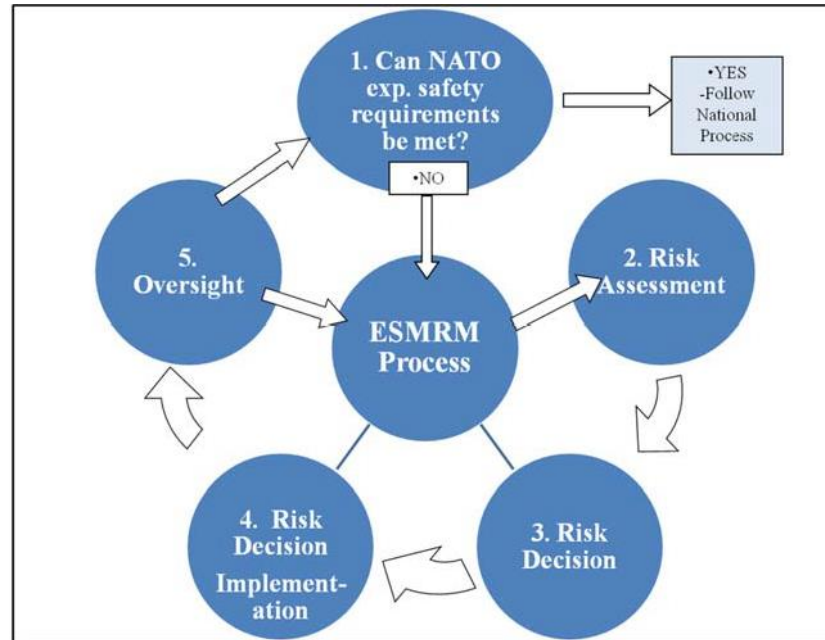 1. Can NATO
exp. safety
requirements
be met?
•YES
-Follow
National
Process
•NO
5.
Oversight
2. Risk
Assessment
ESMRM
Process
4. Risk
Decision
Implement-
ation
3. Risk
Decision